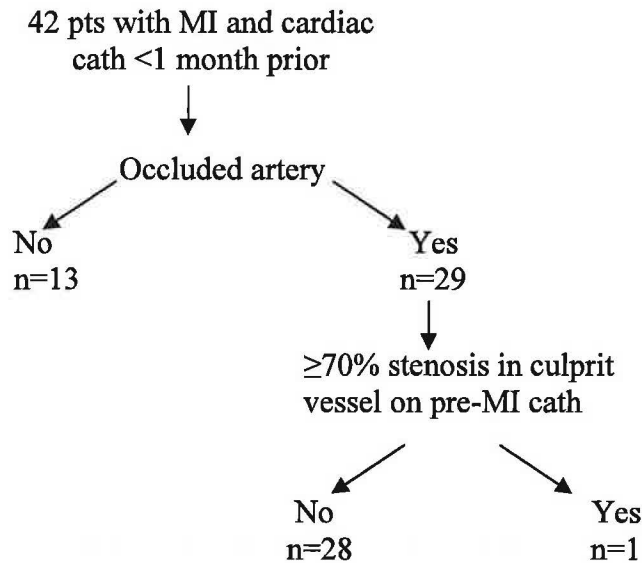 42 pts with MI and cardiac
cath <1 month prior
Occluded artery
No
n=13
Yes
n=29
≥70% stenosis in culprit
vessel on pre-MI cath
No
n=28
Yes
n=1